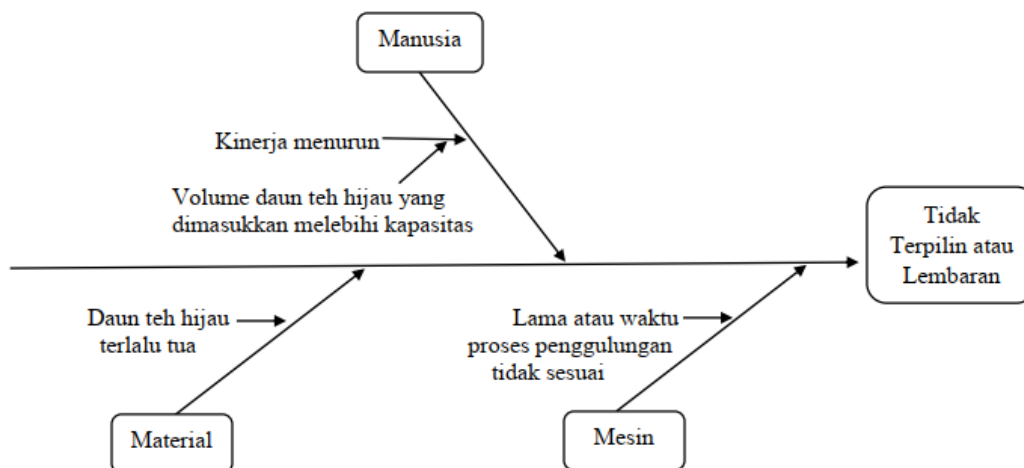 Manusia
Kinerja menurun
Volume daun teh hijau yang
dimasukkan melebihi kapasitas
Tidak
Terpilin atau
Lembaran
Daun teh hijau
terlalu tua
Lama atau waktu
proses penggulungan
tidak sesuai
Material
Mesin